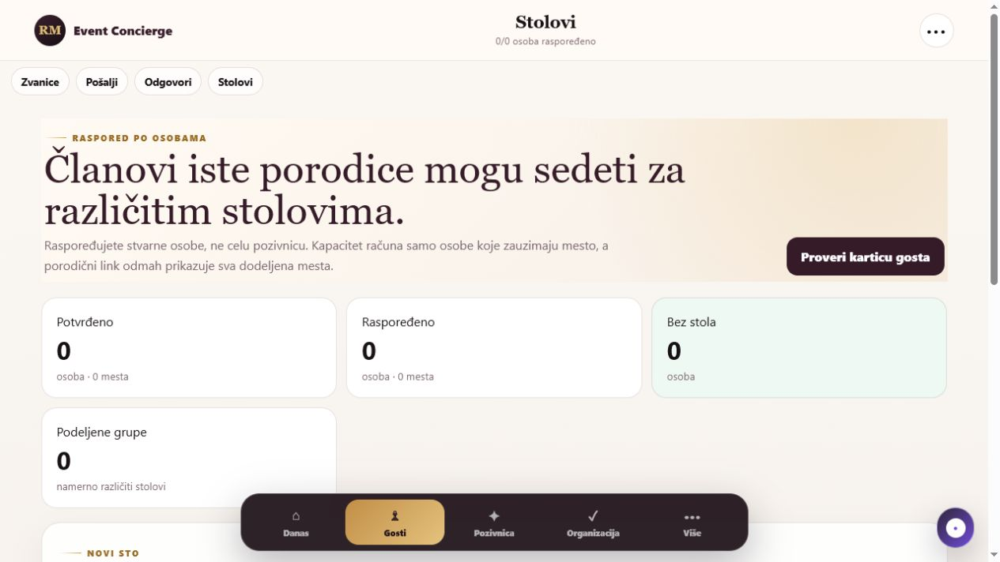 RM Event Concierge
Stolovi
0/0 osoba raspoređeno
Zvanice
Pošalji
Odgovori
Stolovi
RASPORED PO OSOBAMA
Članovi iste porodice mogu sedeti za
različitim stolovima.
Raspoređujete stvarne osobe, ne celu pozivnicu. Kapacitet računa samo osobe koje zauzimaju mesto, a
porodični link odmah prikazuje sva dodeljena mesta.
Proveri karticu gosta
Potvrđeno
0
osoba · 0 mesta
Raspoređeno
0
osoba · 0 mesta
Bez stola
0
osoba
Podeljene grupe
0
namerno različiti stolovi
NOVI STO
Danas
Gosti
Pozivnica
Organizacija
Više